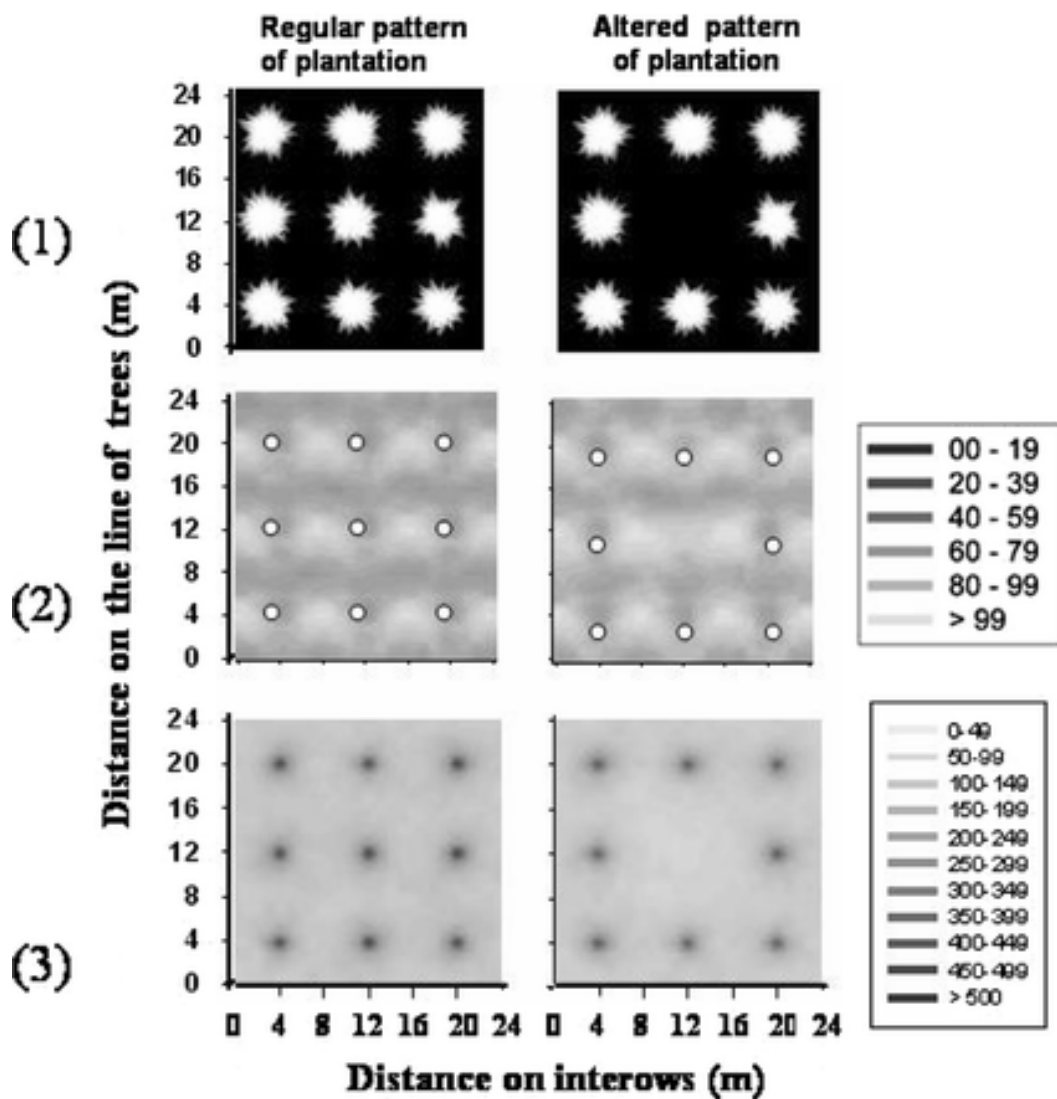 Regular pattern
of plantation
Altered pattern
of plantation
(1)
(2)
(3)
Distance on the line of trees (m)
24
20
16
12
8
4
0
24
20
16
12
8
4
0
24
20
16
12
8
4
0
0 4 8 12 16 20 24
0 4 8 12 16 20 24
Distance on interows (m)
00 - 19
20 - 39
40 - 59
60 - 79
80 - 99
> 99
0-49
50-99
100-149
150-199
200-249
250-299
300-349
350-399
400-449
450-499
> 500